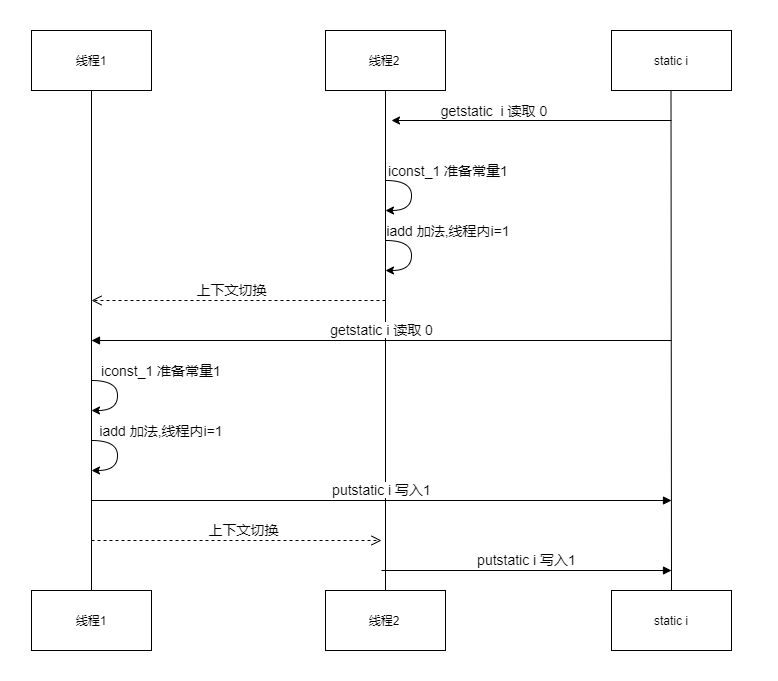 线程1
线程2
static i
getstatic  i 读取 0
iconst_1 准备常量1
iadd 加法,线程内i=1
上下文切换
getstatic i 读取 0
iconst_1 准备常量1
iadd 加法,线程内i=1
putstatic i 写入1
上下文切换
putstatic i 写入1
线程1
线程2
static i